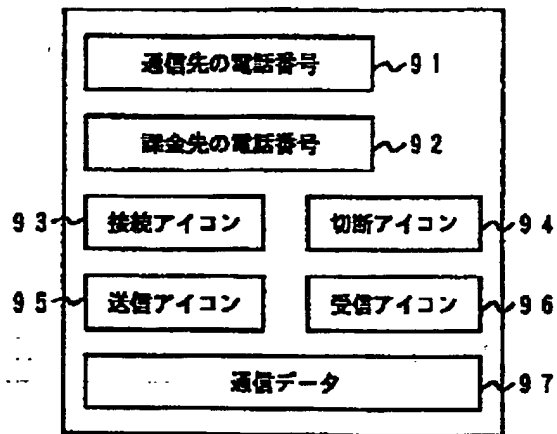 通信先の電話番号 91
課金先の電話番号 92
93 接続アイコン 切断アイコン 94
95 送信アイコン 受信アイコン 96
通信データ 97